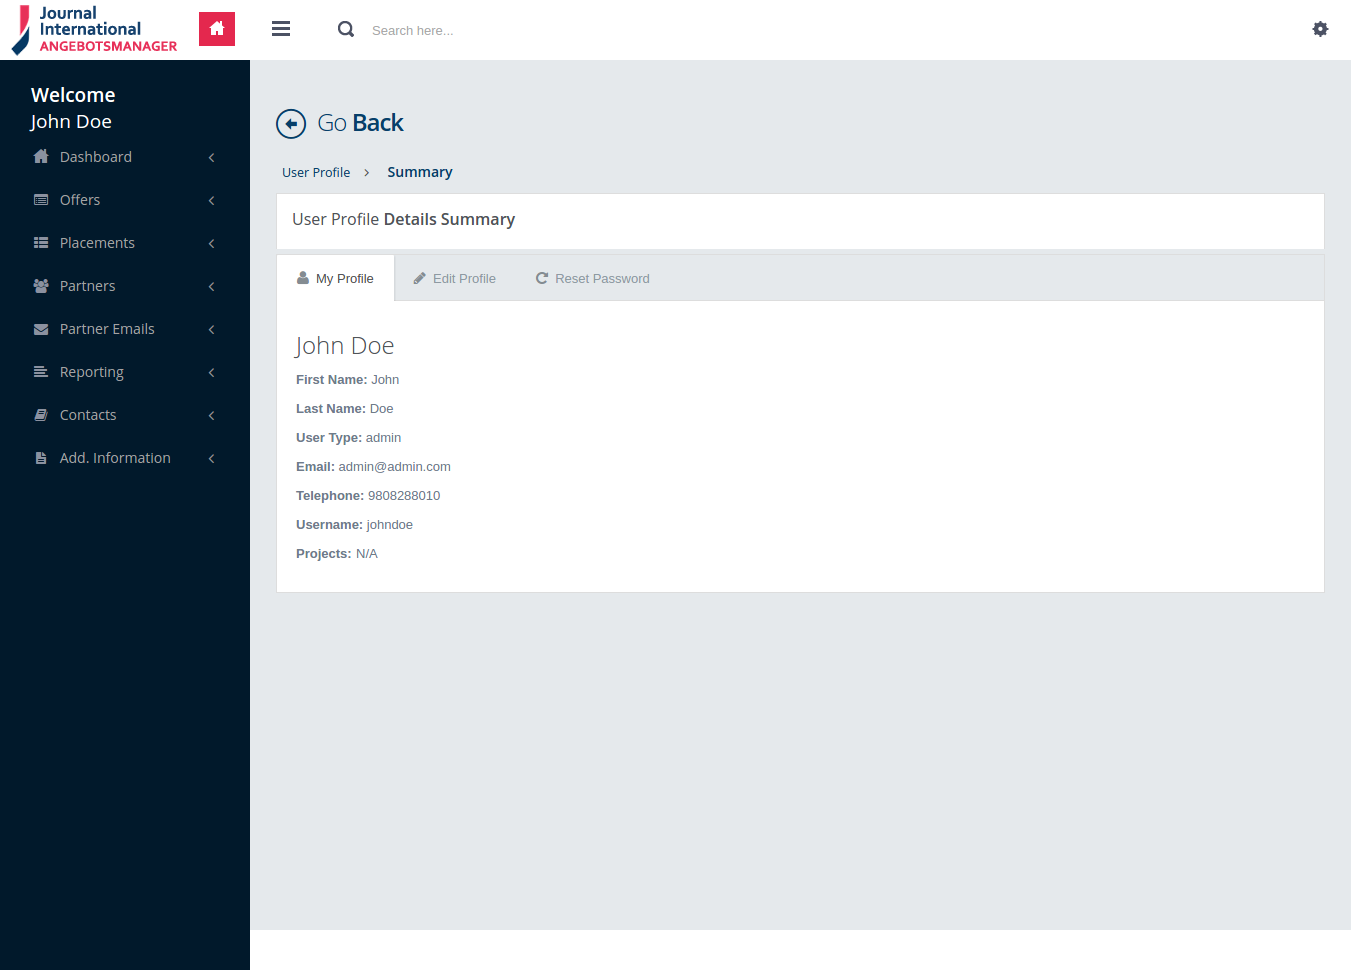 Journal
International
ANGEBOTSMANAGER
Search here...
Welcome
John Doe
Dashboard
Offers
Placements
Partners
Partner Emails
Reporting
Contacts
Add. Information
Go Back
User Profile > Summary
User Profile Details Summary
My Profile Edit Profile Reset Password
John Doe
First Name: John
Last Name: Doe
User Type: admin
Email: admin@admin.com
Telephone: 9808288010
Username: johndoe
Projects: N/A